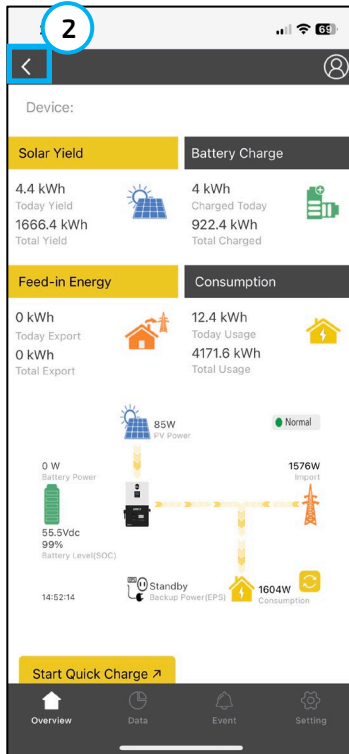 2
69
Device:
Solar Yield
Battery Charge
4.4 kWh
Today Yield
1666.4 kWh
Total Yield
4 kWh
Charged Today
922.4 kWh
Total Charged
Feed-in Energy
Consumption
0 kWh
Today Export
0 kWh
Total Export
12.4 kWh
Today Usage
4171.6 kWh
Total Usage
85W
PV Power
Normal
0 W
Battery Power
1576W
Import
55.5Vdc
99%
Battery Level(SOC)
Standby
Backup Power(EPS)
1604W
Consumption
14:52:14
Start Quick Charge ↗
Overview
Data
Event
Setting